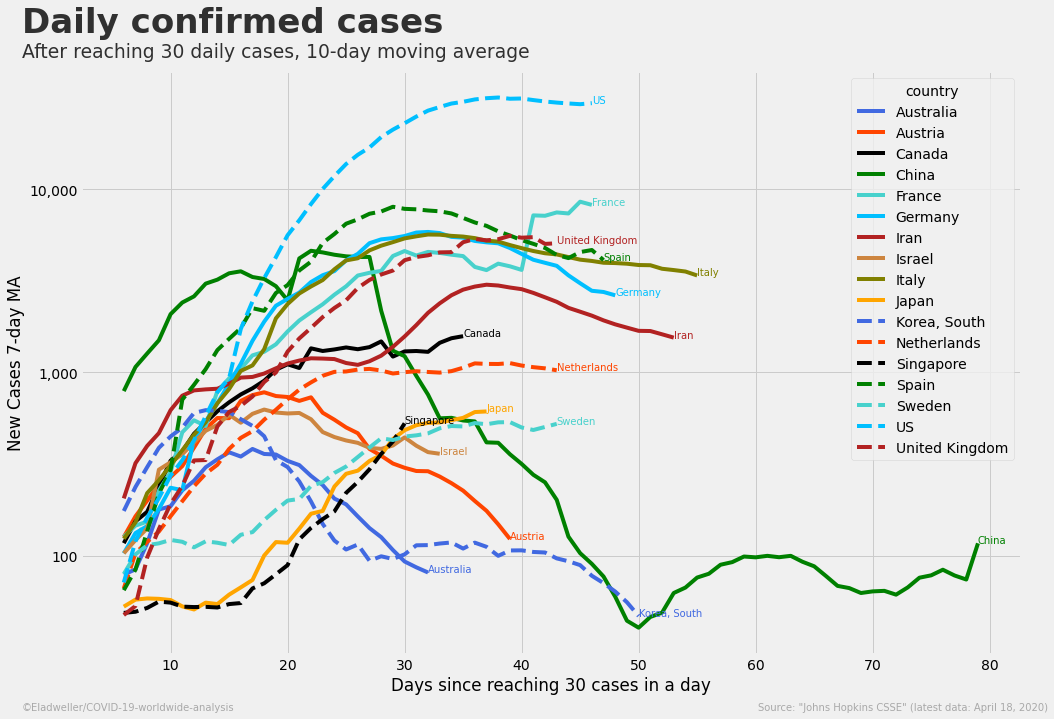 Daily confirmed cases
After reaching 30 daily cases, 10-day moving average
New Cases 7-day MA
10,000
1,000
100
US
France
United Kingdom
Spain
Italy
Germany
Canada
Iran
Netherlands
Japan
Singapore
Sweden
Israel
Austria
China
Australia
Korea, South
country
Australia
Austria
Canada
China
France
Germany
Iran
Israel
Italy
Japan
Korea, South
Netherlands
Singapore
Spain
Sweden
US
United Kingdom
10 20 30 40 50 60 70 80
Days since reaching 30 cases in a day
©Eladweller/COVID-19-worldwide-analysis
Source: "Johns Hopkins CSSE" (latest data: April 18, 2020)